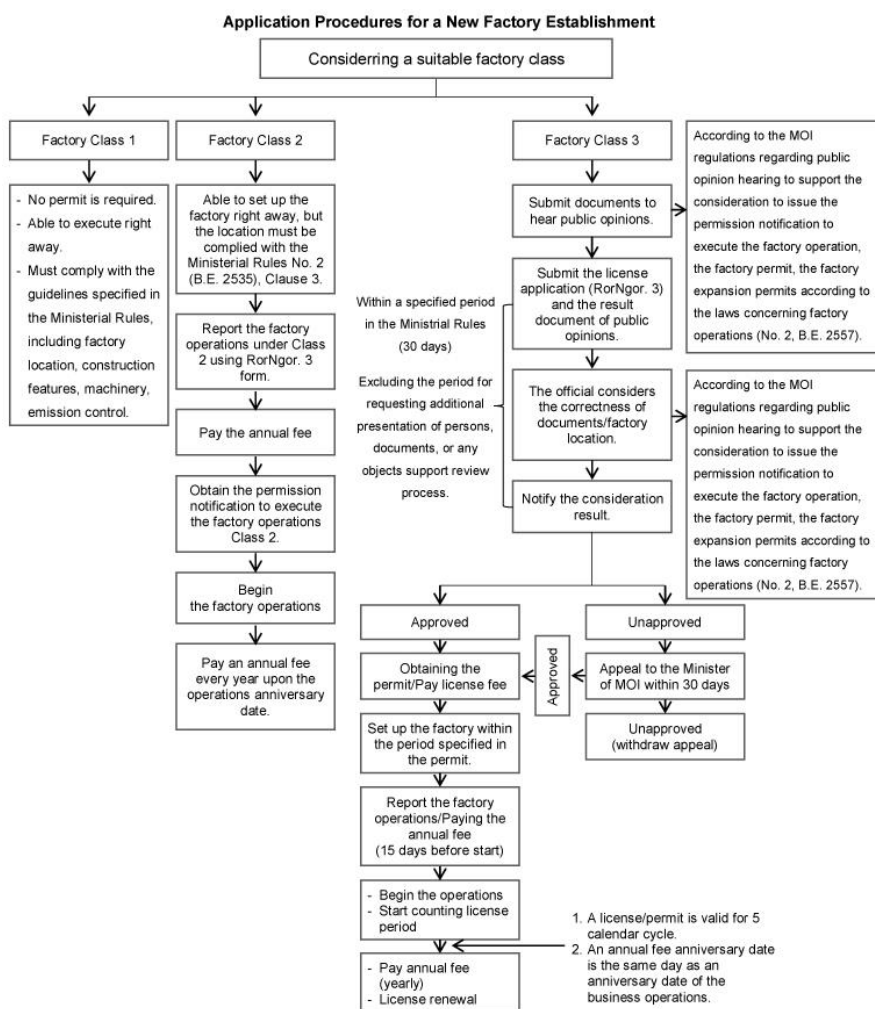 Application Procedures for a New Factory Establishment
Considerring a suitable factory class
Factory Class 1
- No permit is required.
- Able to execute right
away.
- Must comply with the
guidelines specified in
the Ministerial Rules,
including factory
location, construction
features, machinery,
emission control.
Factory Class 2
Able to set up the
factory right away, but
the location must be
complied with the
Ministerial Rules No. 2
(B.E. 2535), Clause 3.
Report the factory
operations under Class
2 using RorNgor. 3
form.
Pay the annual fee
Obtain the permission
notification to execute
the factory operations
Class 2.
Begin
the factory operations
Pay an annual fee
every year upon the
operations anniversary
date.
Factory Class 3
Submit documents to
hear public opinions.
According to the MOI
regulations regarding public
opinion hearing to support the
consideration to issue the
permission notification to
execute the factory operation,
the factory permit, the factory
expansion permits according to
the laws concerning factory
operations (No. 2, B.E. 2557).
Submit the license
application (RorNgor. 3)
and the result
document of public
opinions.
Within a specified period
in the Ministrial Rules
(30 days)
Excluding the period for
requesting additional
presentation of persons,
documents, or any
objects support review
process.
The official considers
the correctness of
documents/factory
location.
According to the MOI
regulations regarding public
opinion hearing to support the
consideration to issue the
permission notification to
execute the factory operation,
the factory permit, the factory
expansion permits according to
the laws concerning factory
operations (No. 2, B.E. 2557).
Notify the consideration
result.
Approved
Unapproved
Obtaining the
permit/Pay license fee
Approved
Appeal to the Minister
of MOI within 30 days
Unapproved
(withdraw appeal)
Set up the factory within
the period specified in
the permit.
Report the factory
operations/Paying the
annual fee
(15 days before start)
- Begin the operations
- Start counting license
period
1. A license/permit is valid for 5
calendar cycle.
2. An annual fee anniversary date
is the same day as an
anniversary date of the
business operations.
- Pay annual fee
(yearly)
- License renewal